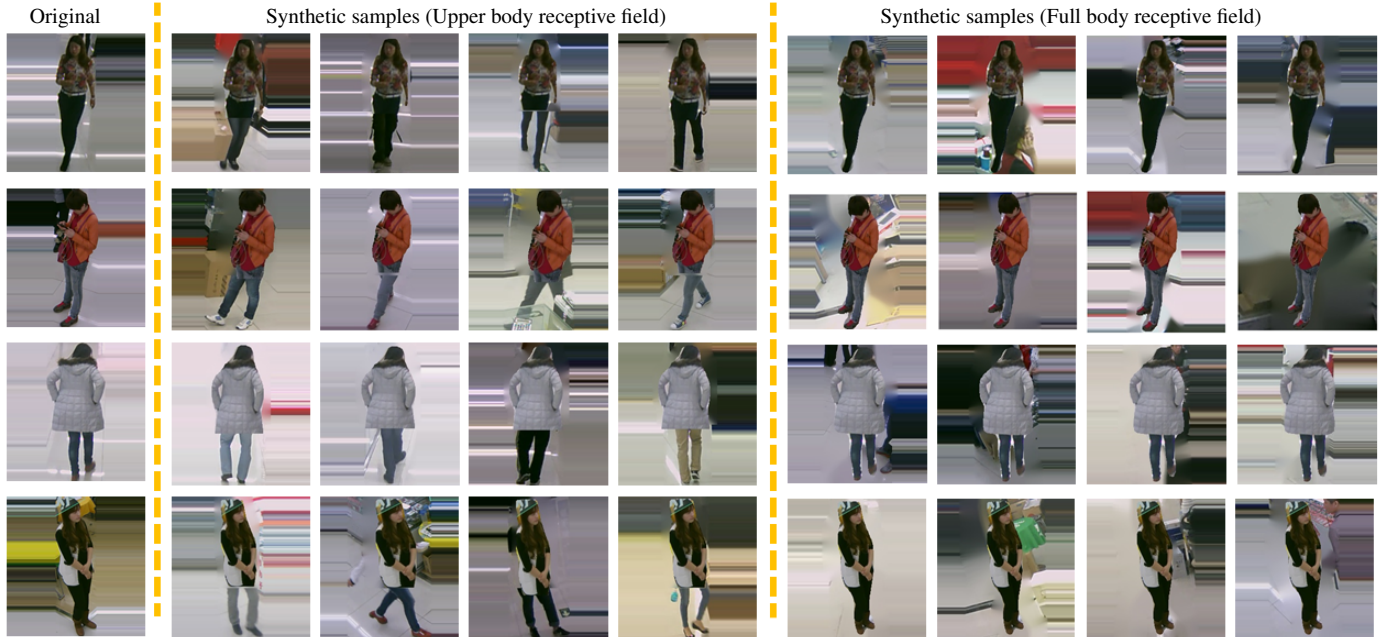 Original
Synthetic samples (Upper body receptive field)
Synthetic samples (Full body receptive field)